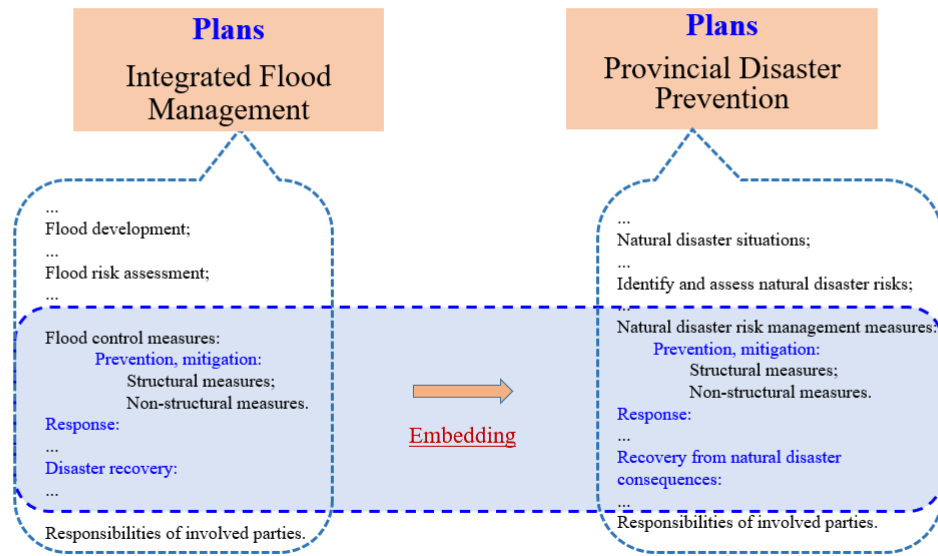 Plans
Integrated Flood
Management
...
Flood development;
...
Flood risk assessment;
...
Flood control measures:
Prevention, mitigation:
Structural measures;
Non-structural measures.
Response:
...
Disaster recovery:
...
Responsibilities of involved parties.
Embedding
Plans
Provincial Disaster
Prevention
...
Natural disaster situations;
...
Identify and assess natural disaster risks;
...
Natural disaster risk management measures:
Prevention, mitigation:
Structural measures;
Non-structural measures.
Response:
...
Recovery from natural disaster
consequences:
...
Responsibilities of involved parties.